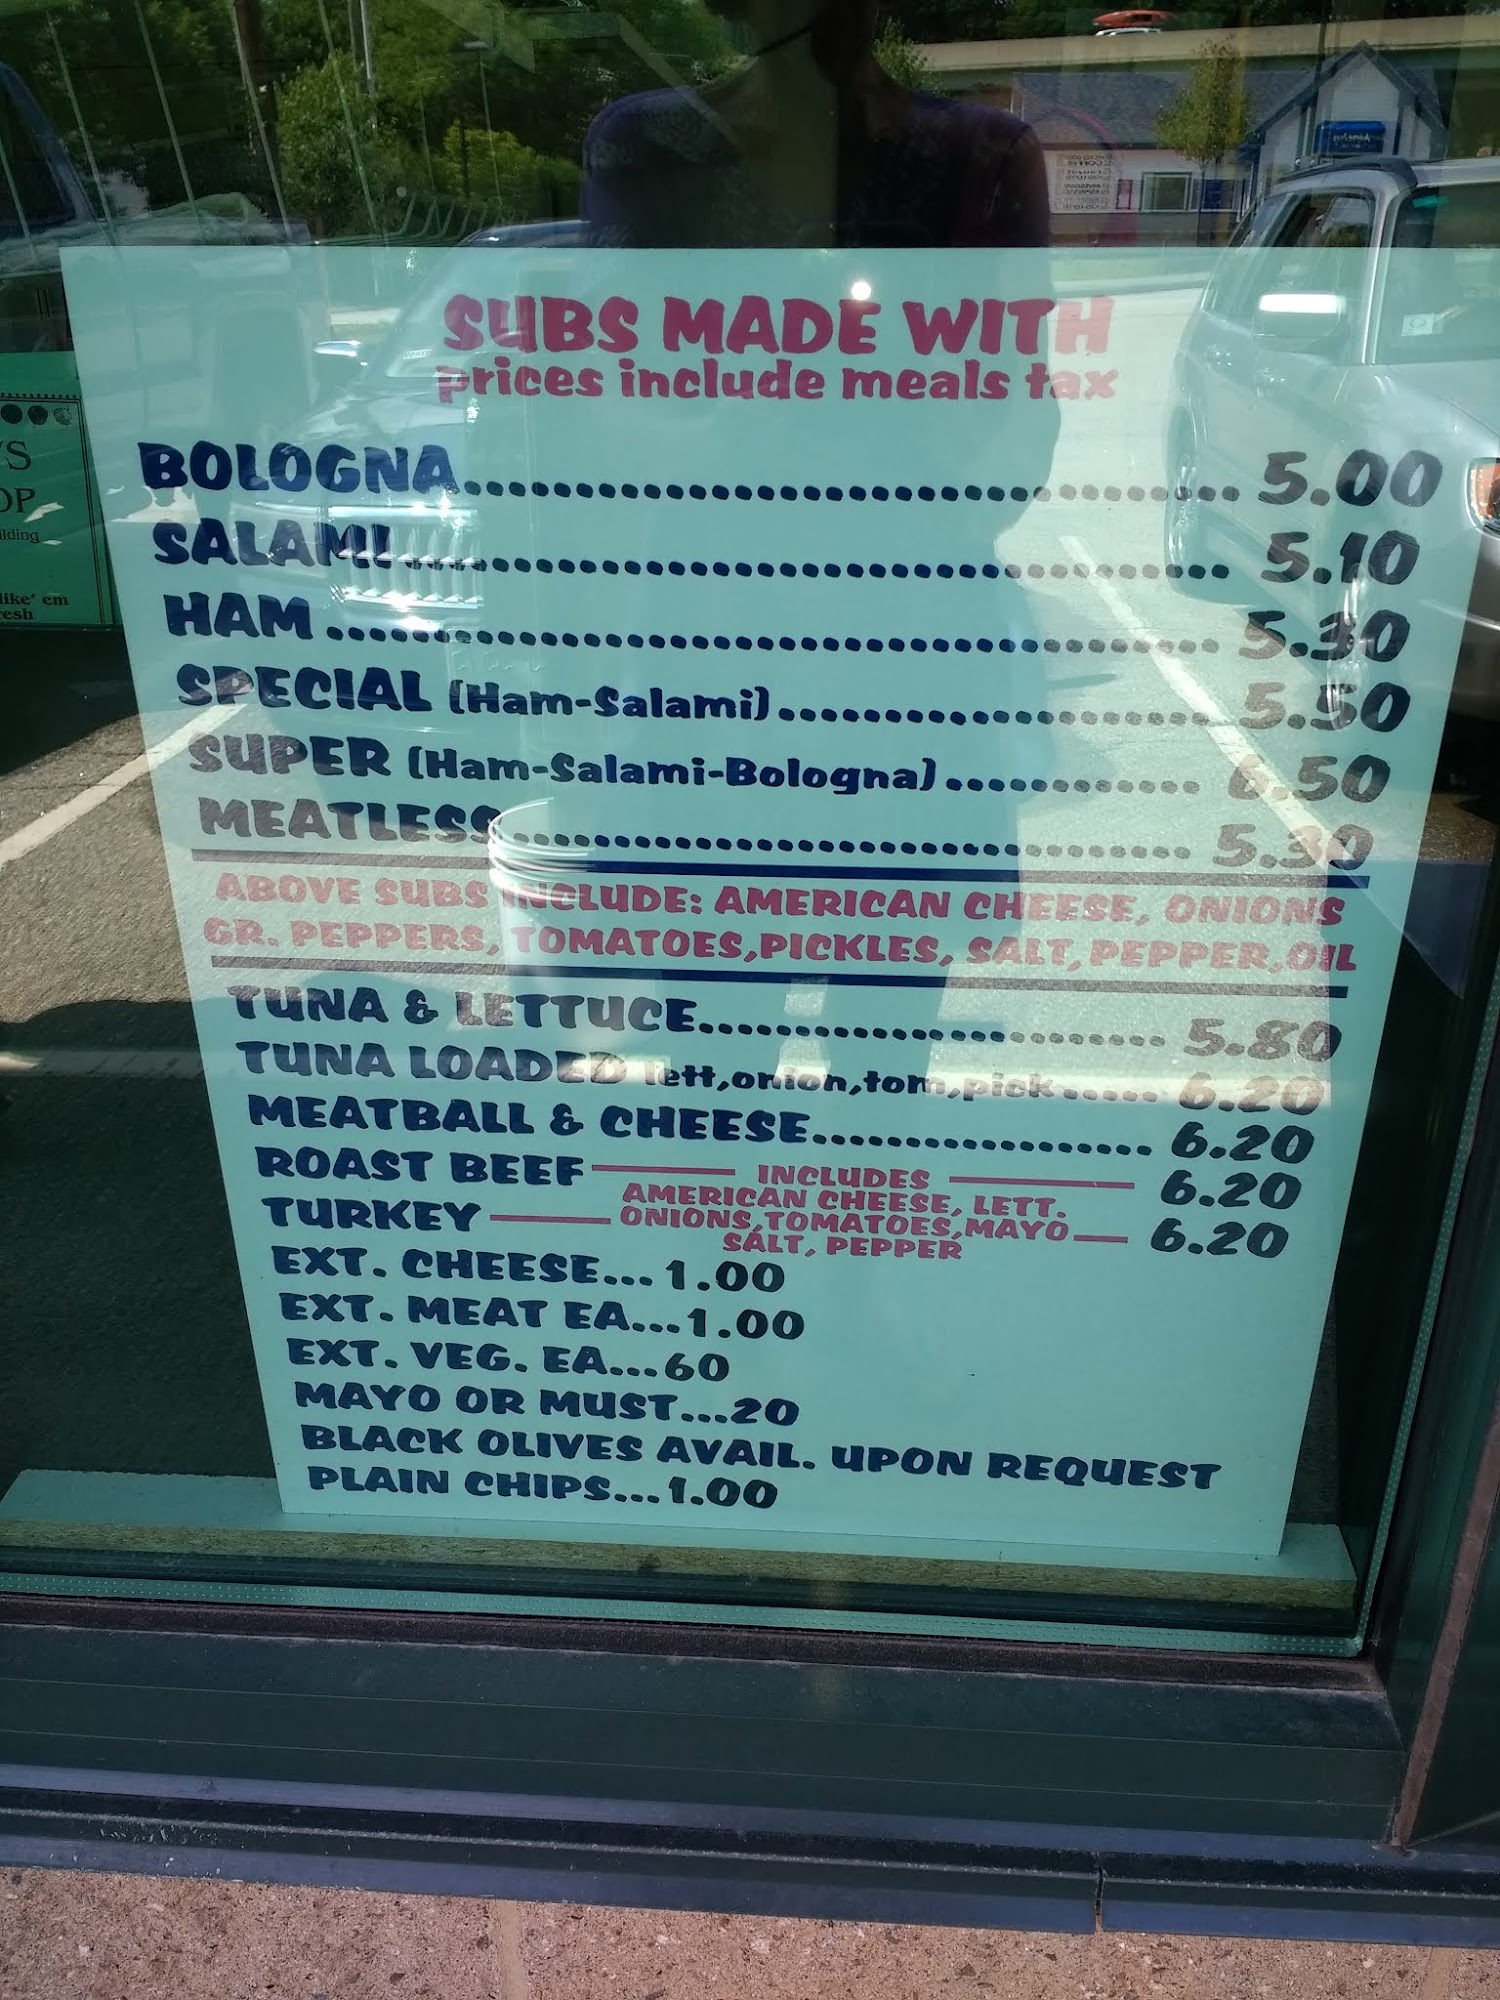 SUBS MADE WITH
prices include meals tax
BOLOGNA 5.00
SALAMI 5.10
HAM 5.30
SPECIAL (Ham-Salami) 5.50
SUPER (Ham-Salami-Bologna) 6.50
MEATLESS 5.30
ABOVE SUBS INCLUDE: AMERICAN CHEESE, ONIONS
GR. PEPPERS, TOMATOES, PICKLES, SALT, PEPPER, OIL
TUNA & LETTUCE 5.80
TUNA LOADED lett, onion, tom, pick 6.20
MEATBALL & CHEESE 6.20
ROAST BEEF INCLUDES 6.20
AMERICAN CHEESE, LETT.
TURKEY ONIONS, TOMATOES, MAYO 6.20
SALT, PEPPER
EXT. CHEESE...1.00
EXT. MEAT EA...1.00
EXT. VEG. EA...60
MAYO OR MUST...20
BLACK OLIVES AVAIL. UPON REQUEST
PLAIN CHIPS...1.00
'S
OP
ilding
like' em
resh